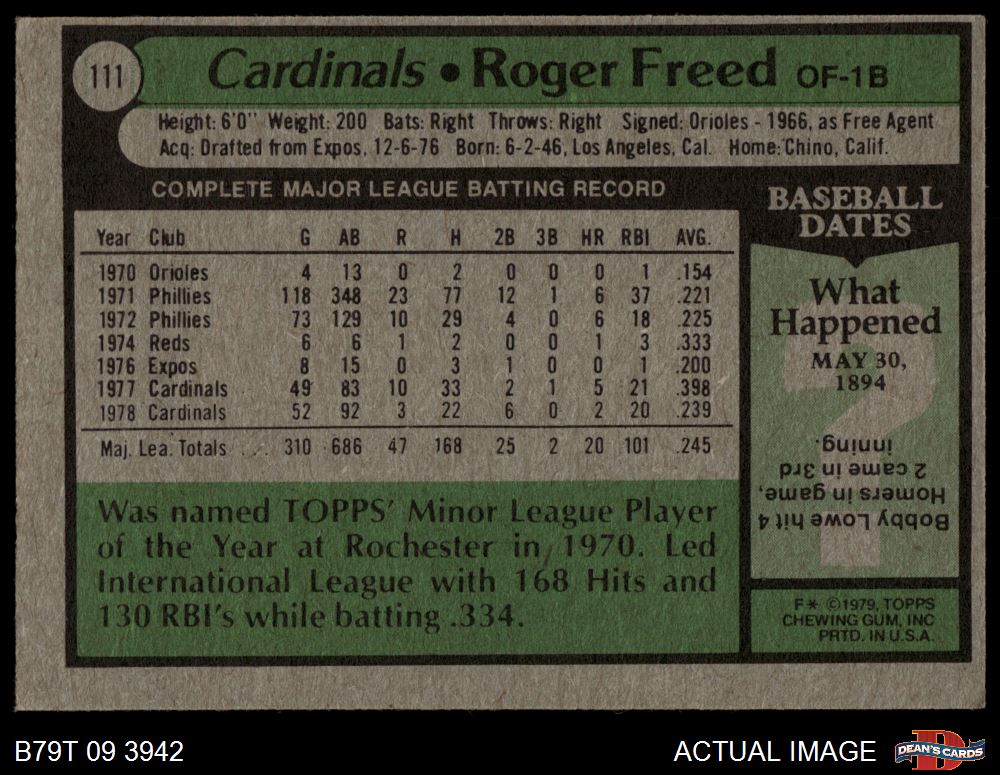 111
Cardinals • Roger Freed OF-1B
Height: 6'0" Weight: 200 Bats: Right Throws: Right Signed: Orioles - 1966, as Free Agent
Acq: Drafted from Expos, 12-6-76 Born: 6-2-46, Los Angeles, Cal. Home: Chino, Calif.
COMPLETE MAJOR LEAGUE BATTING RECORD
Year Club G AB R H 2B 3B HR RBI AVG.
1970 Orioles 4 13 0 2 0 0 0 1 .154
1971 Phillies 118 348 23 77 12 1 6 37 .221
1972 Phillies 73 129 10 29 4 0 6 18 .225
1974 Reds 6 6 1 2 0 0 1 3 .333
1976 Expos 8 15 0 3 1 0 0 1 .200
1977 Cardinals 49 83 10 33 2 1 5 21 .398
1978 Cardinals 52 92 3 22 6 0 2 20 .239
Maj. Lea. Totals ... 310 686 47 168 25 2 20 101 .245
Was named TOPPS' Minor League Player
of the Year at Rochester in 1970. Led
International League with 168 Hits and
130 RBI's while batting .334.
BASEBALL
DATES
What
Happened
MAY 30,
1894
?
Bobby Lowe hit 4
Homers in game,
2 came in 3rd
inning.
F* ©1979, TOPPS
CHEWING GUM, INC
PRTD. IN U.S.A.
B79T 09 3942
ACTUAL IMAGE
D
DEAN'S CARDS